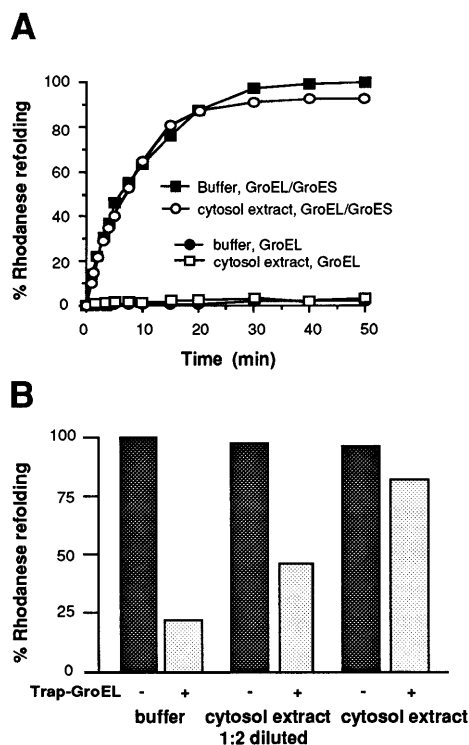 A
% Rhodanese refolding
100
80
60
40
20
0
Buffer, GroEL/GroES
cytosol extract, GroEL/GroES
buffer, GroEL
cytosol extract, GroEL
0 10 20 30 40 50
Time (min)
B
% Rhodanese refolding
100
75
50
25
0
Trap-GroEL - + - + - +
buffer cytosol extract cytosol extract
1:2 diluted